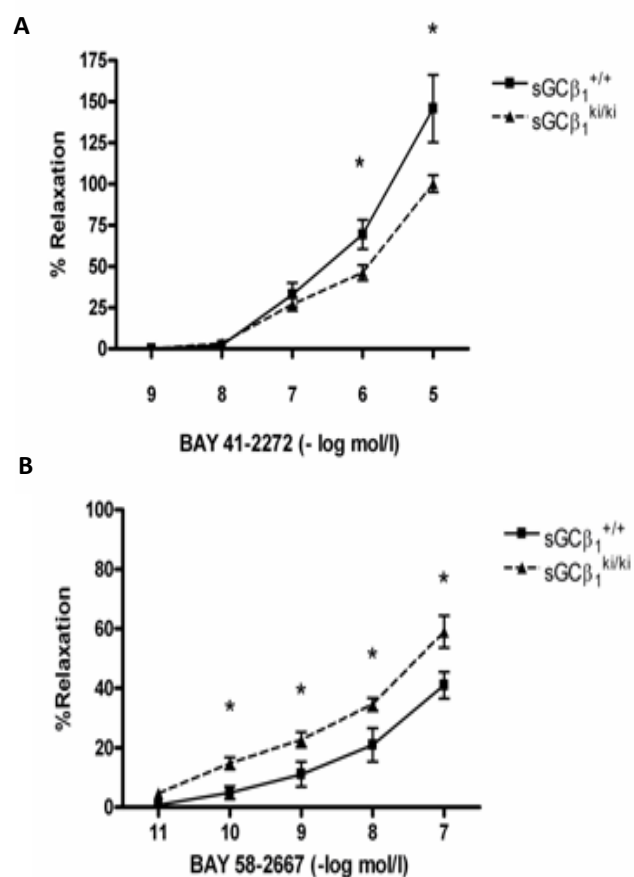 A
*
*
175
150
125
100
75
50
25
0
% Relaxation
sGCβ₁⁺/⁺
sGCβ₁ᵏⁱ/ᵏⁱ
9 8 7 6 5
BAY 41-2272 (- log mol/l)
B
100
80
60
40
20
0
%Relaxation
*
*
*
*
sGCβ₁⁺/⁺
sGCβ₁ᵏⁱ/ᵏⁱ
11 10 9 8 7
BAY 58-2667 (-log mol/l)